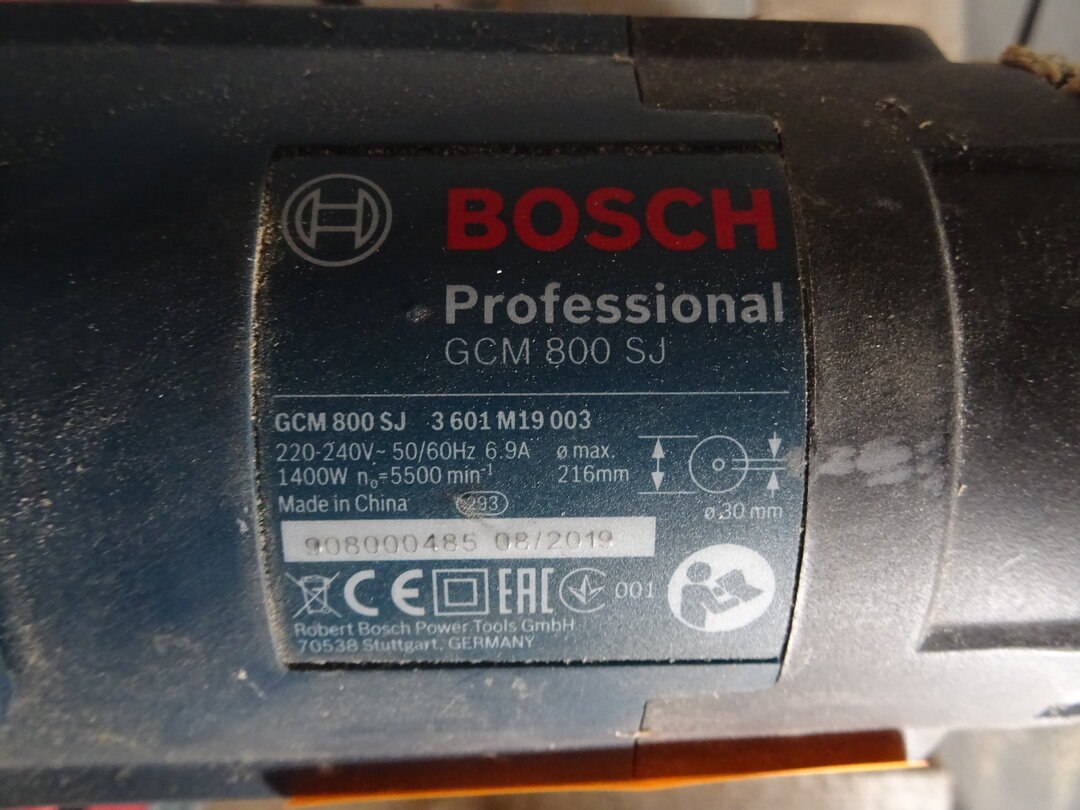 BOSCH
Professional
GCM 800 SJ
GCM 800 SJ 3 601 M19 003
220-240V~ 50/60Hz 6.9A ø max.
1400W n₀=5500 min⁻¹ 216mm
Made in China 293
ø 30 mm
908000485 08/2019
CE EAC 001
Robert Bosch Power Tools GmbH
70538 Stuttgart, GERMANY